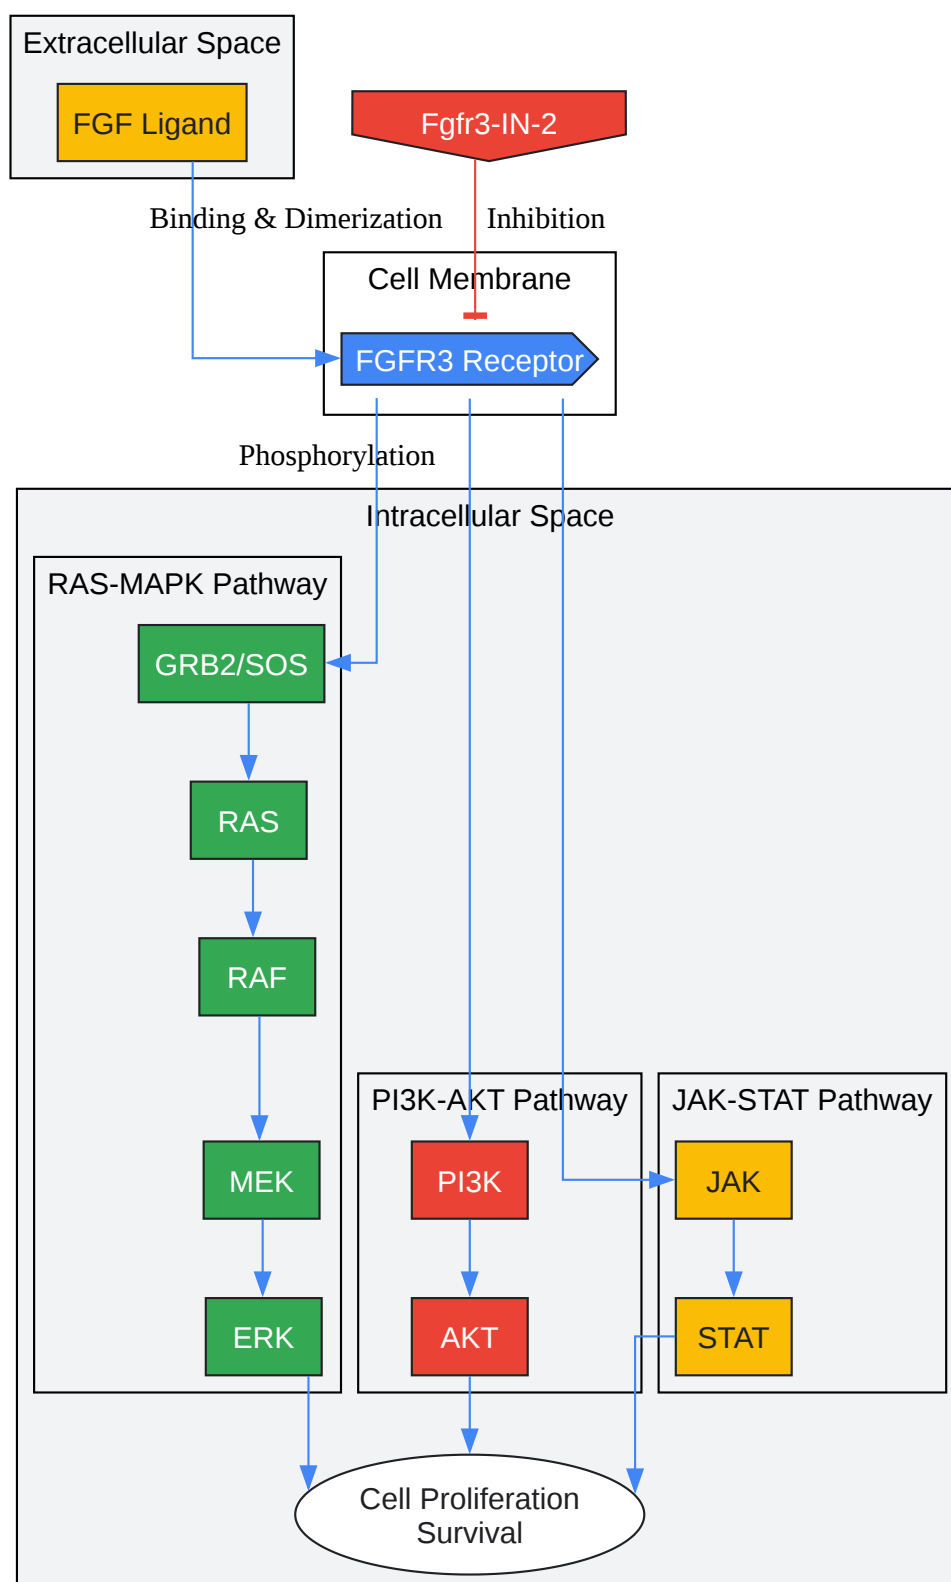 Extracellular Space
FGF Ligand
Fgfr3-IN-2
Binding & Dimerization
Inhibition
Cell Membrane
FGFR3 Receptor
Phosphorylation
Intracellular Space
RAS-MAPK Pathway
GRB2/SOS
RAS
RAF
PI3K-AKT Pathway
JAK-STAT Pathway
MEK
PI3K
JAK
ERK
AKT
STAT
Cell Proliferation
Survival